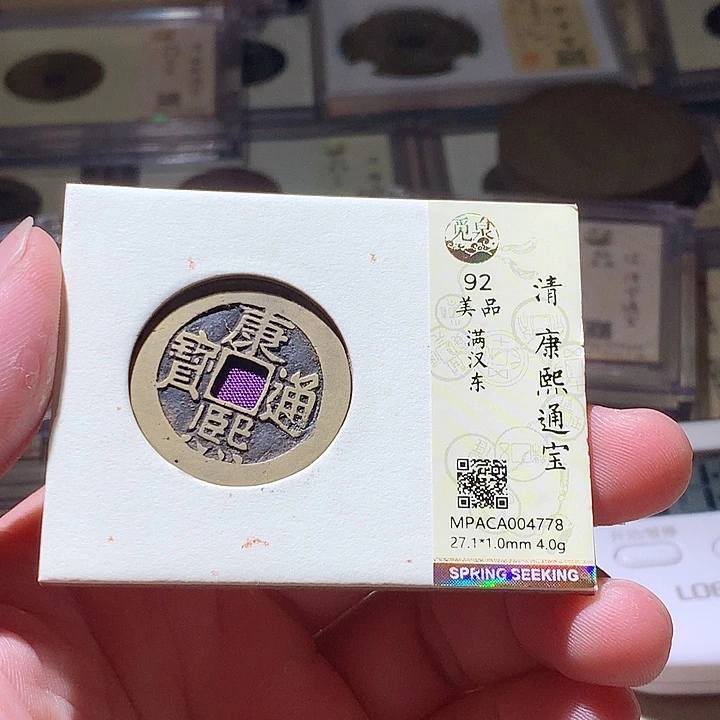 康熙通寶
觅泉
92
美品
满汉东
清 康熙通宝
MPACA004778
27.1*1.0mm 4.0g
SPRING SEEKING